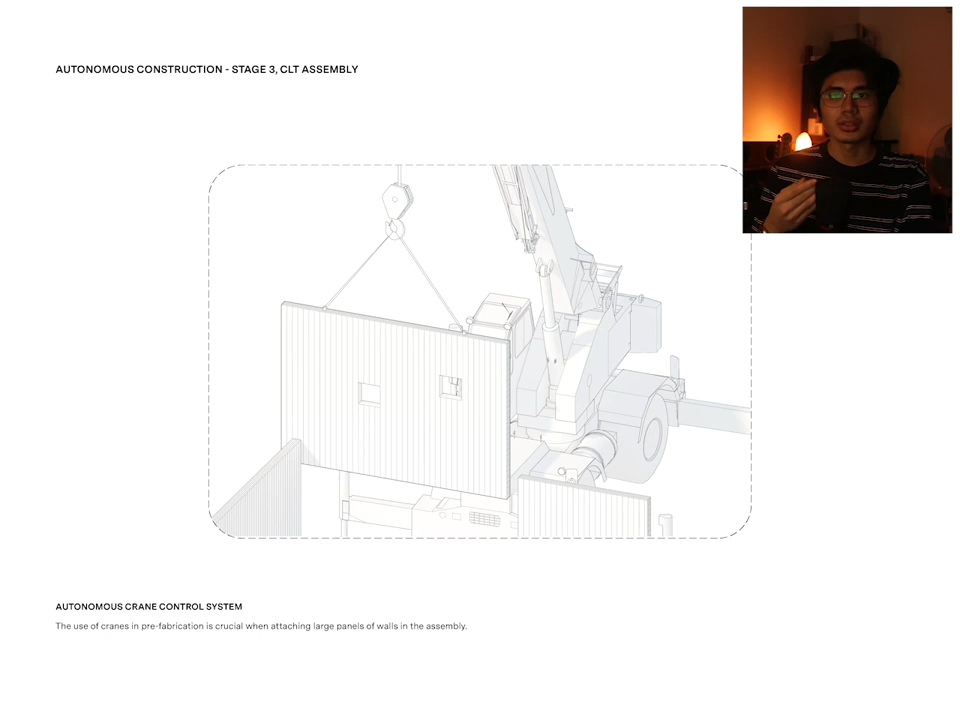 AUTONOMOUS CONSTRUCTION - STAGE 3, CLT ASSEMBLY
AUTONOMOUS CRANE CONTROL SYSTEM
The use of cranes in pre-fabrication is crucial when attaching large panels of walls in the assembly.